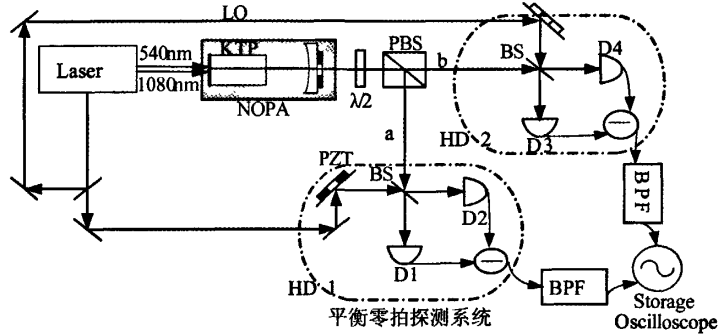 LO
540nm
KTP
PBS
BS
D4
Laser
b
1080nm
λ/2
NOPA
HD 2
D3
a
PZT
BS
BPF
D2
HD 1
D1
BPF
Storage
Oscilloscope
平衡零拍探测系统